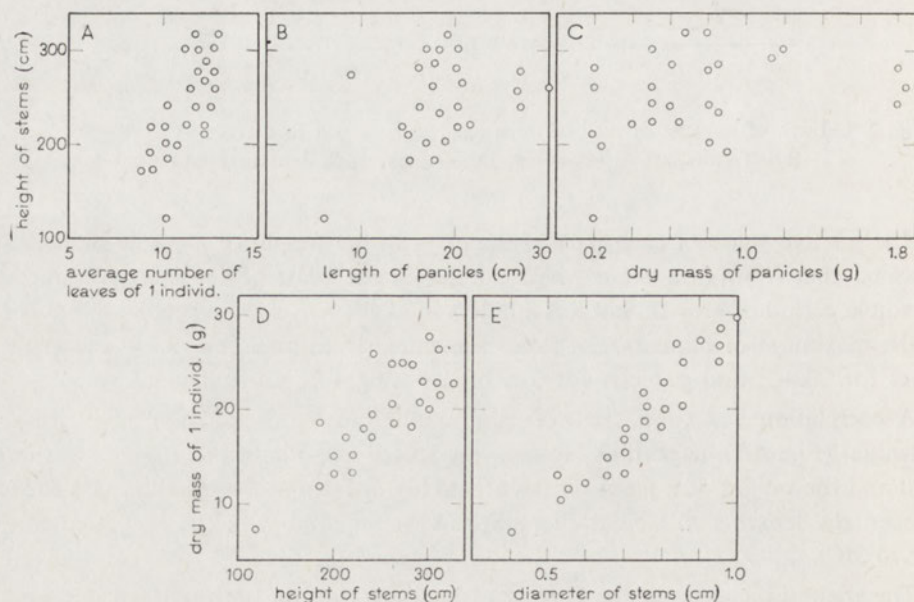 A
B
C
height of stems (cm)
300
200
100
5
10
15
10
20
30
0.2
1.0
1.8
average number of
leaves of 1 individ.
length of panicles (cm)
dry mass of panicles (g)
D
E
dry mass of 1 individ. (g)
30
20
10
100
200
300
0.5
1.0
height of stems (cm)
diameter of stems (cm)